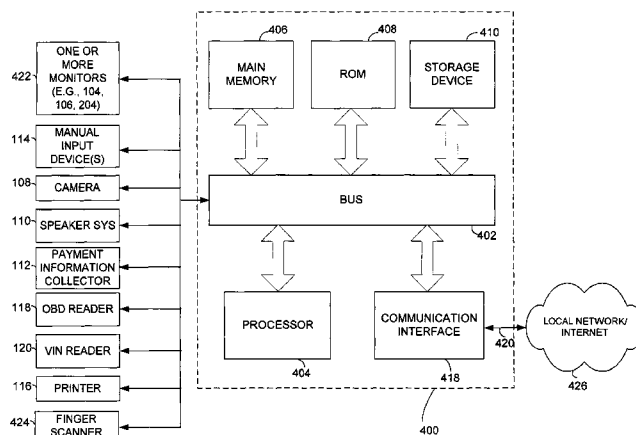 406
408
410
ONE OR
MORE
MONITORS
(E.G., 104,
106, 204)
422
MAIN
MEMORY
ROM
STORAGE
DEVICE
114
MANUAL
INPUT
DEVICE(S)
108
CAMERA
BUS
110
SPEAKER SYS
402
112
PAYMENT
INFORMATION
COLLECTOR
118
OBD READER
PROCESSOR
COMMUNICATION
INTERFACE
420
LOCAL NETWORK/
INTERNET
120
VIN READER
404
418
426
116
PRINTER
424
FINGER
SCANNER
400